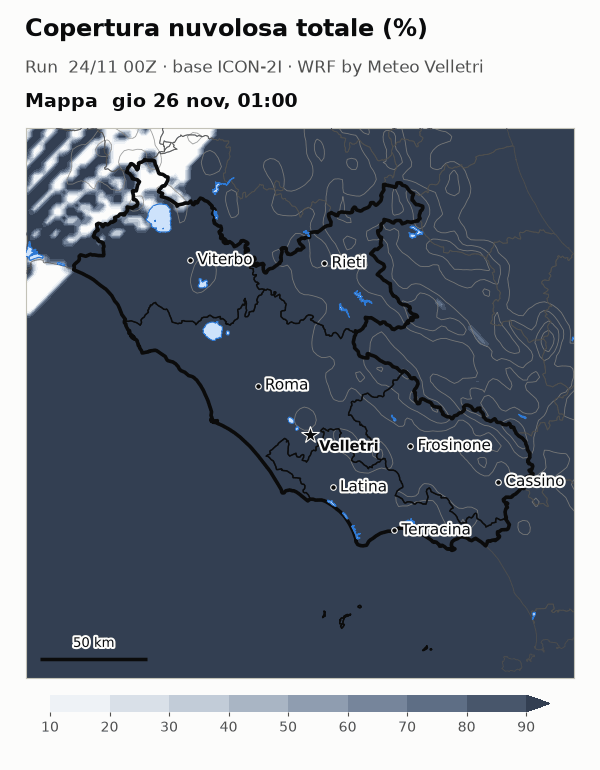 Copertura nuvolosa totale (%)
Run  24/11 00Z · base ICON-2I · WRF by Meteo Velletri
Mappa  gio 26 nov, 01:00
Viterbo
Rieti
Roma
Velletri
Frosinone
Latina
Cassino
Terracina
50 km
10 20 30 40 50 60 70 80 90